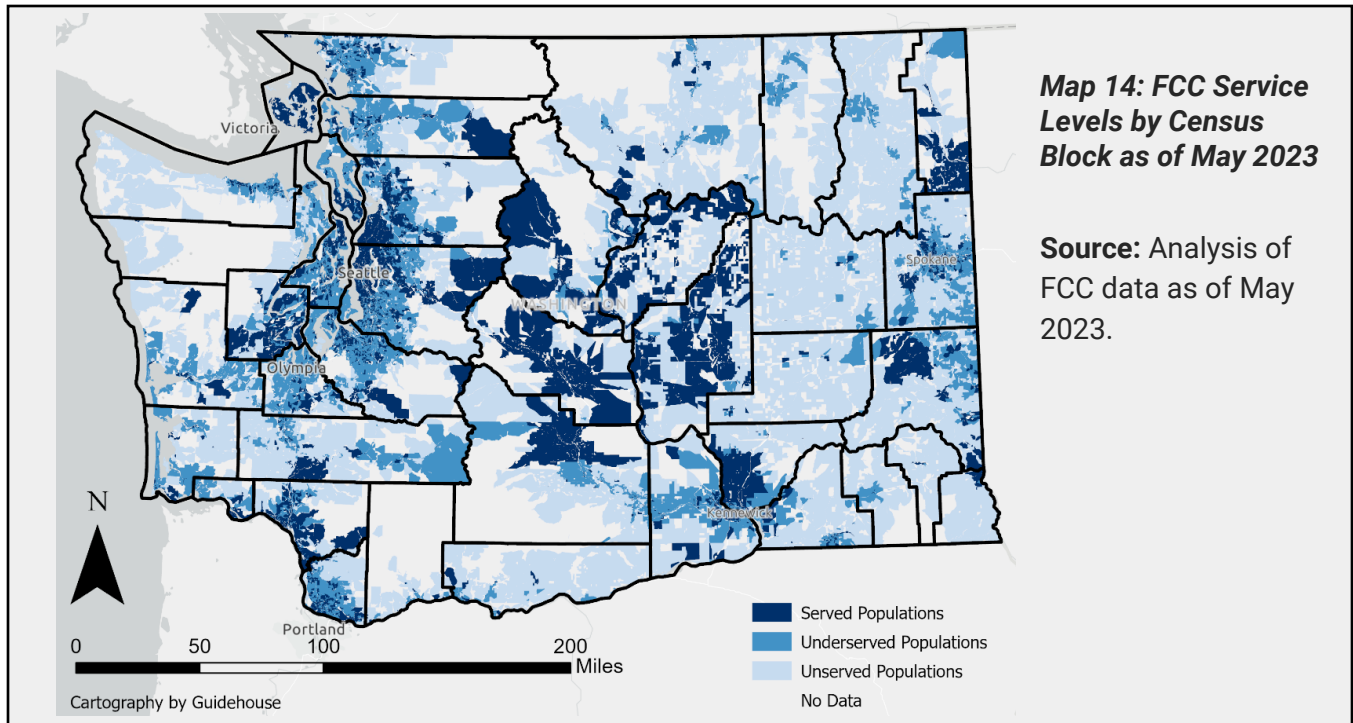 Map 14: FCC Service
Levels by Census
Block as of May 2023
Source: Analysis of
FCC data as of May
2023.
Victoria
Seattle
Spokane
WASHINGTON
Olympia
Kennewick
N
Portland
0 50 100 200
Miles
Cartography by Guidehouse
Served Populations
Underserved Populations
Unserved Populations
No Data